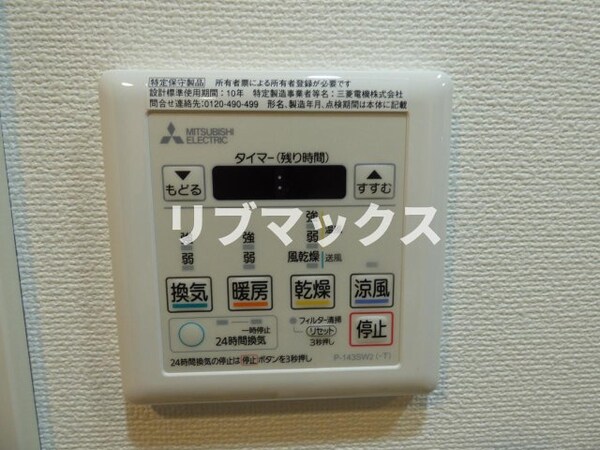 特定保守製品 所有者票による所有者登録が必要です
設計標準使用期間：10年 特定製造事業者等名：三菱電機株式会社
問合せ連絡先：0120-490-499 形名、製造年月、点検期間は本体に記載
MITSUBISHI
ELECTRIC
タイマー(残り時間)
▼ もどる
▲ すすむ
リブマックス
強 強 強
弱 弱 弱
風乾燥 送風
換気 暖房 乾燥 涼風
一時停止
24時間換気
フィルター清掃
リセット
3秒押し
停止
24時間換気の停止は 停止 ボタンを3秒押し
P-143SW2(-T)